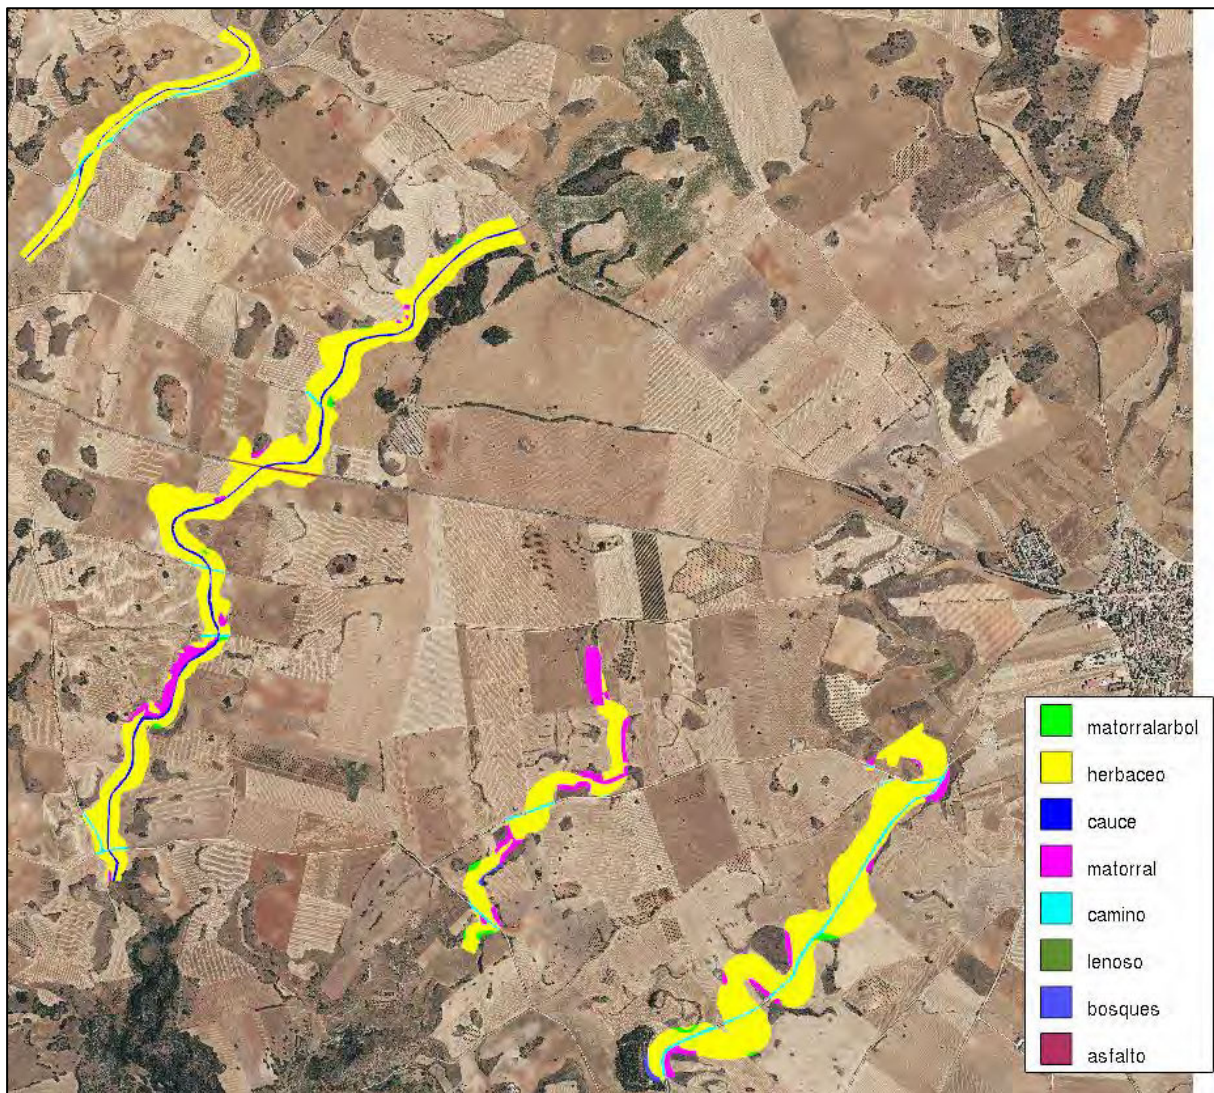 matorralarbol
herbaceo
cauce
matorral
camino
lenoso
bosques
asfalto